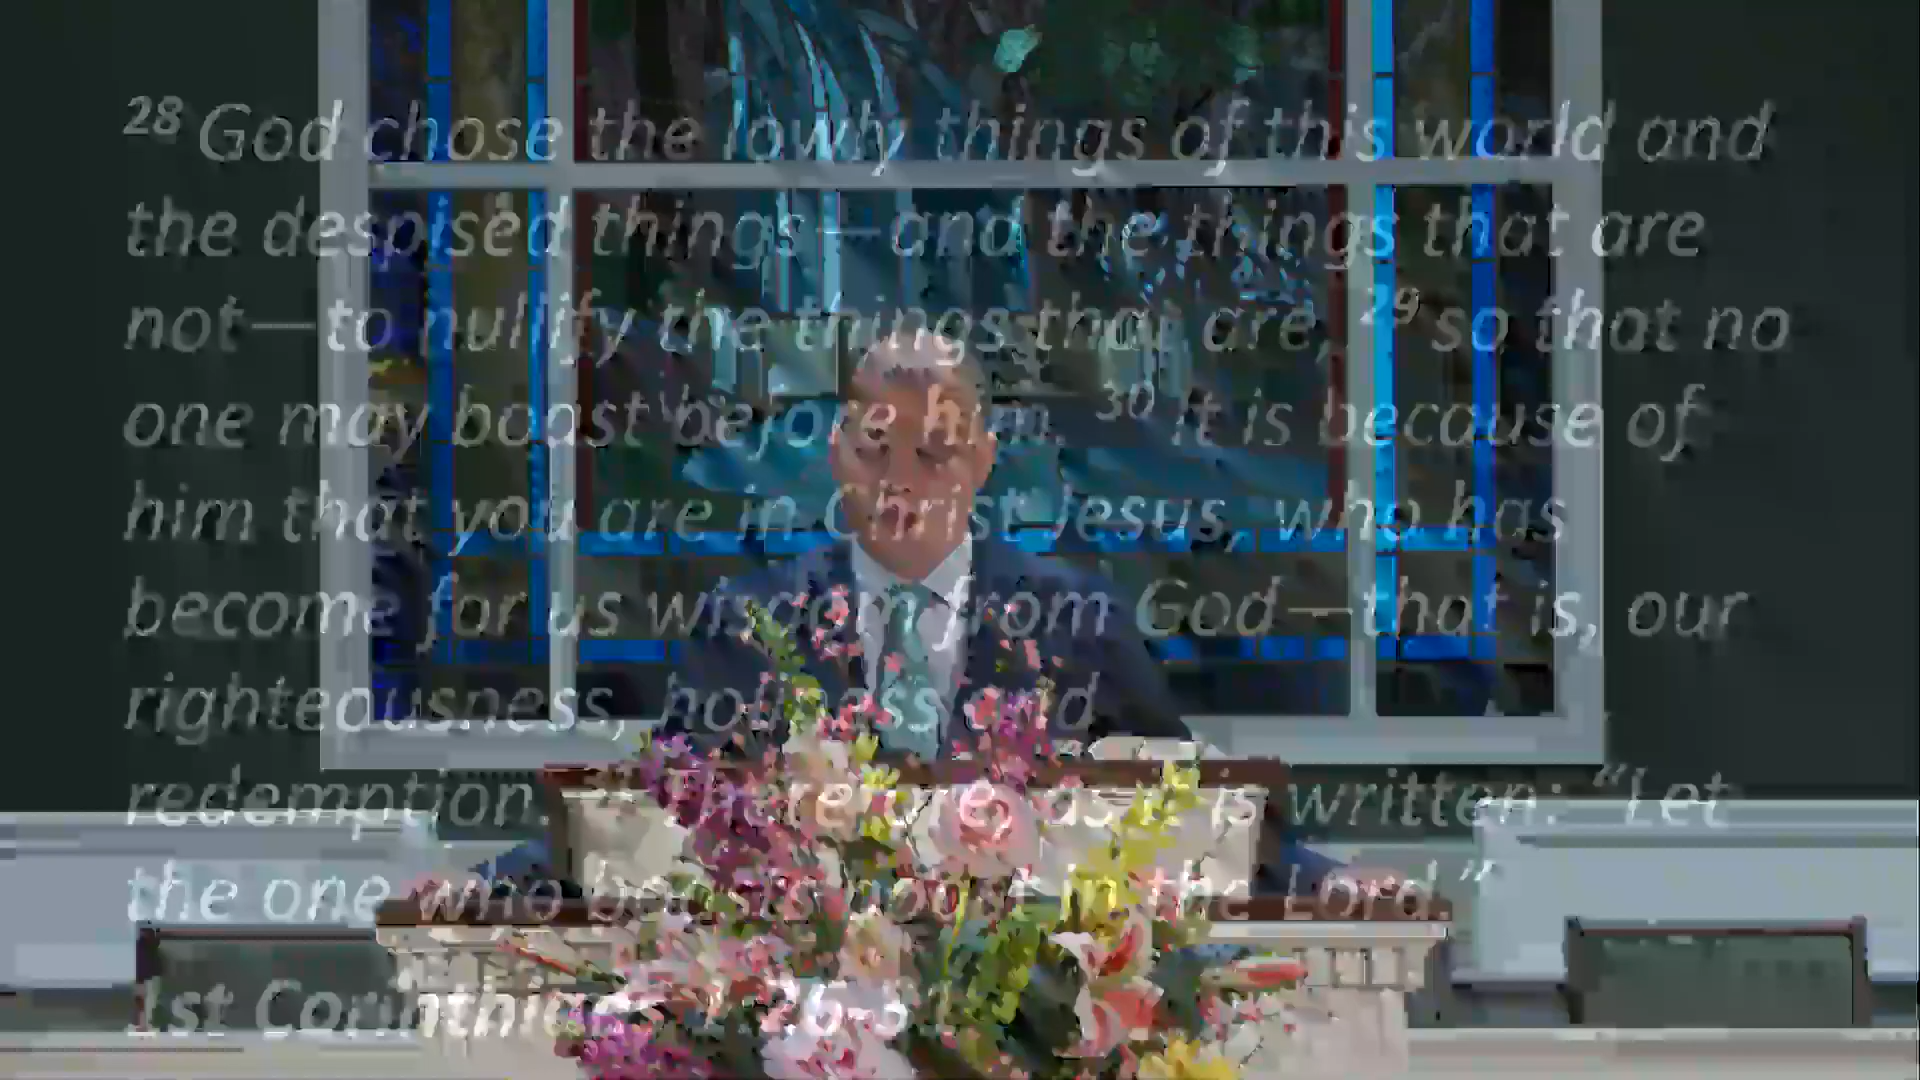 28 God chose the lowly things of this world and
the despised things—and the things that are
not—to nullify the things that are, 29 so that no
one may boast before him. 30 It is because of
him that you are in Christ Jesus, who has
become for us wisdom from God—that is, our
righteousness, holiness and
redemption. Therefore, as it is written: “Let
the one who boasts boast in the Lord.”
1st Corinthians 1:26-31